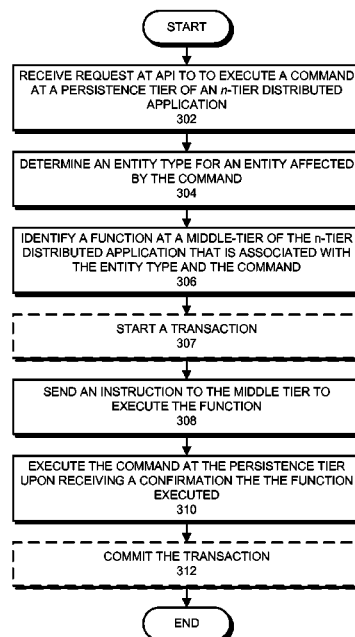 START
RECEIVE REQUEST AT API TO TO EXECUTE A COMMAND
AT A PERSISTENCE TIER OF AN n-TIER DISTRIBUTED
APPLICATION
302
DETERMINE AN ENTITY TYPE FOR AN ENTITY AFFECTED
BY THE COMMAND
304
IDENTIFY A FUNCTION AT A MIDDLE-TIER OF THE n-TIER
DISTRIBUTED APPLICATION THAT IS ASSOCIATED WITH
THE ENTITY TYPE AND THE COMMAND
306
START A TRANSACTION
307
SEND AN INSTRUCTION TO THE MIDDLE TIER TO
EXECUTE THE FUNCTION
308
EXECUTE THE COMMAND AT THE PERSISTENCE TIER
UPON RECEIVING A CONFIRMATION THE THE FUNCTION
EXECUTED
310
COMMIT THE TRANSACTION
312
END